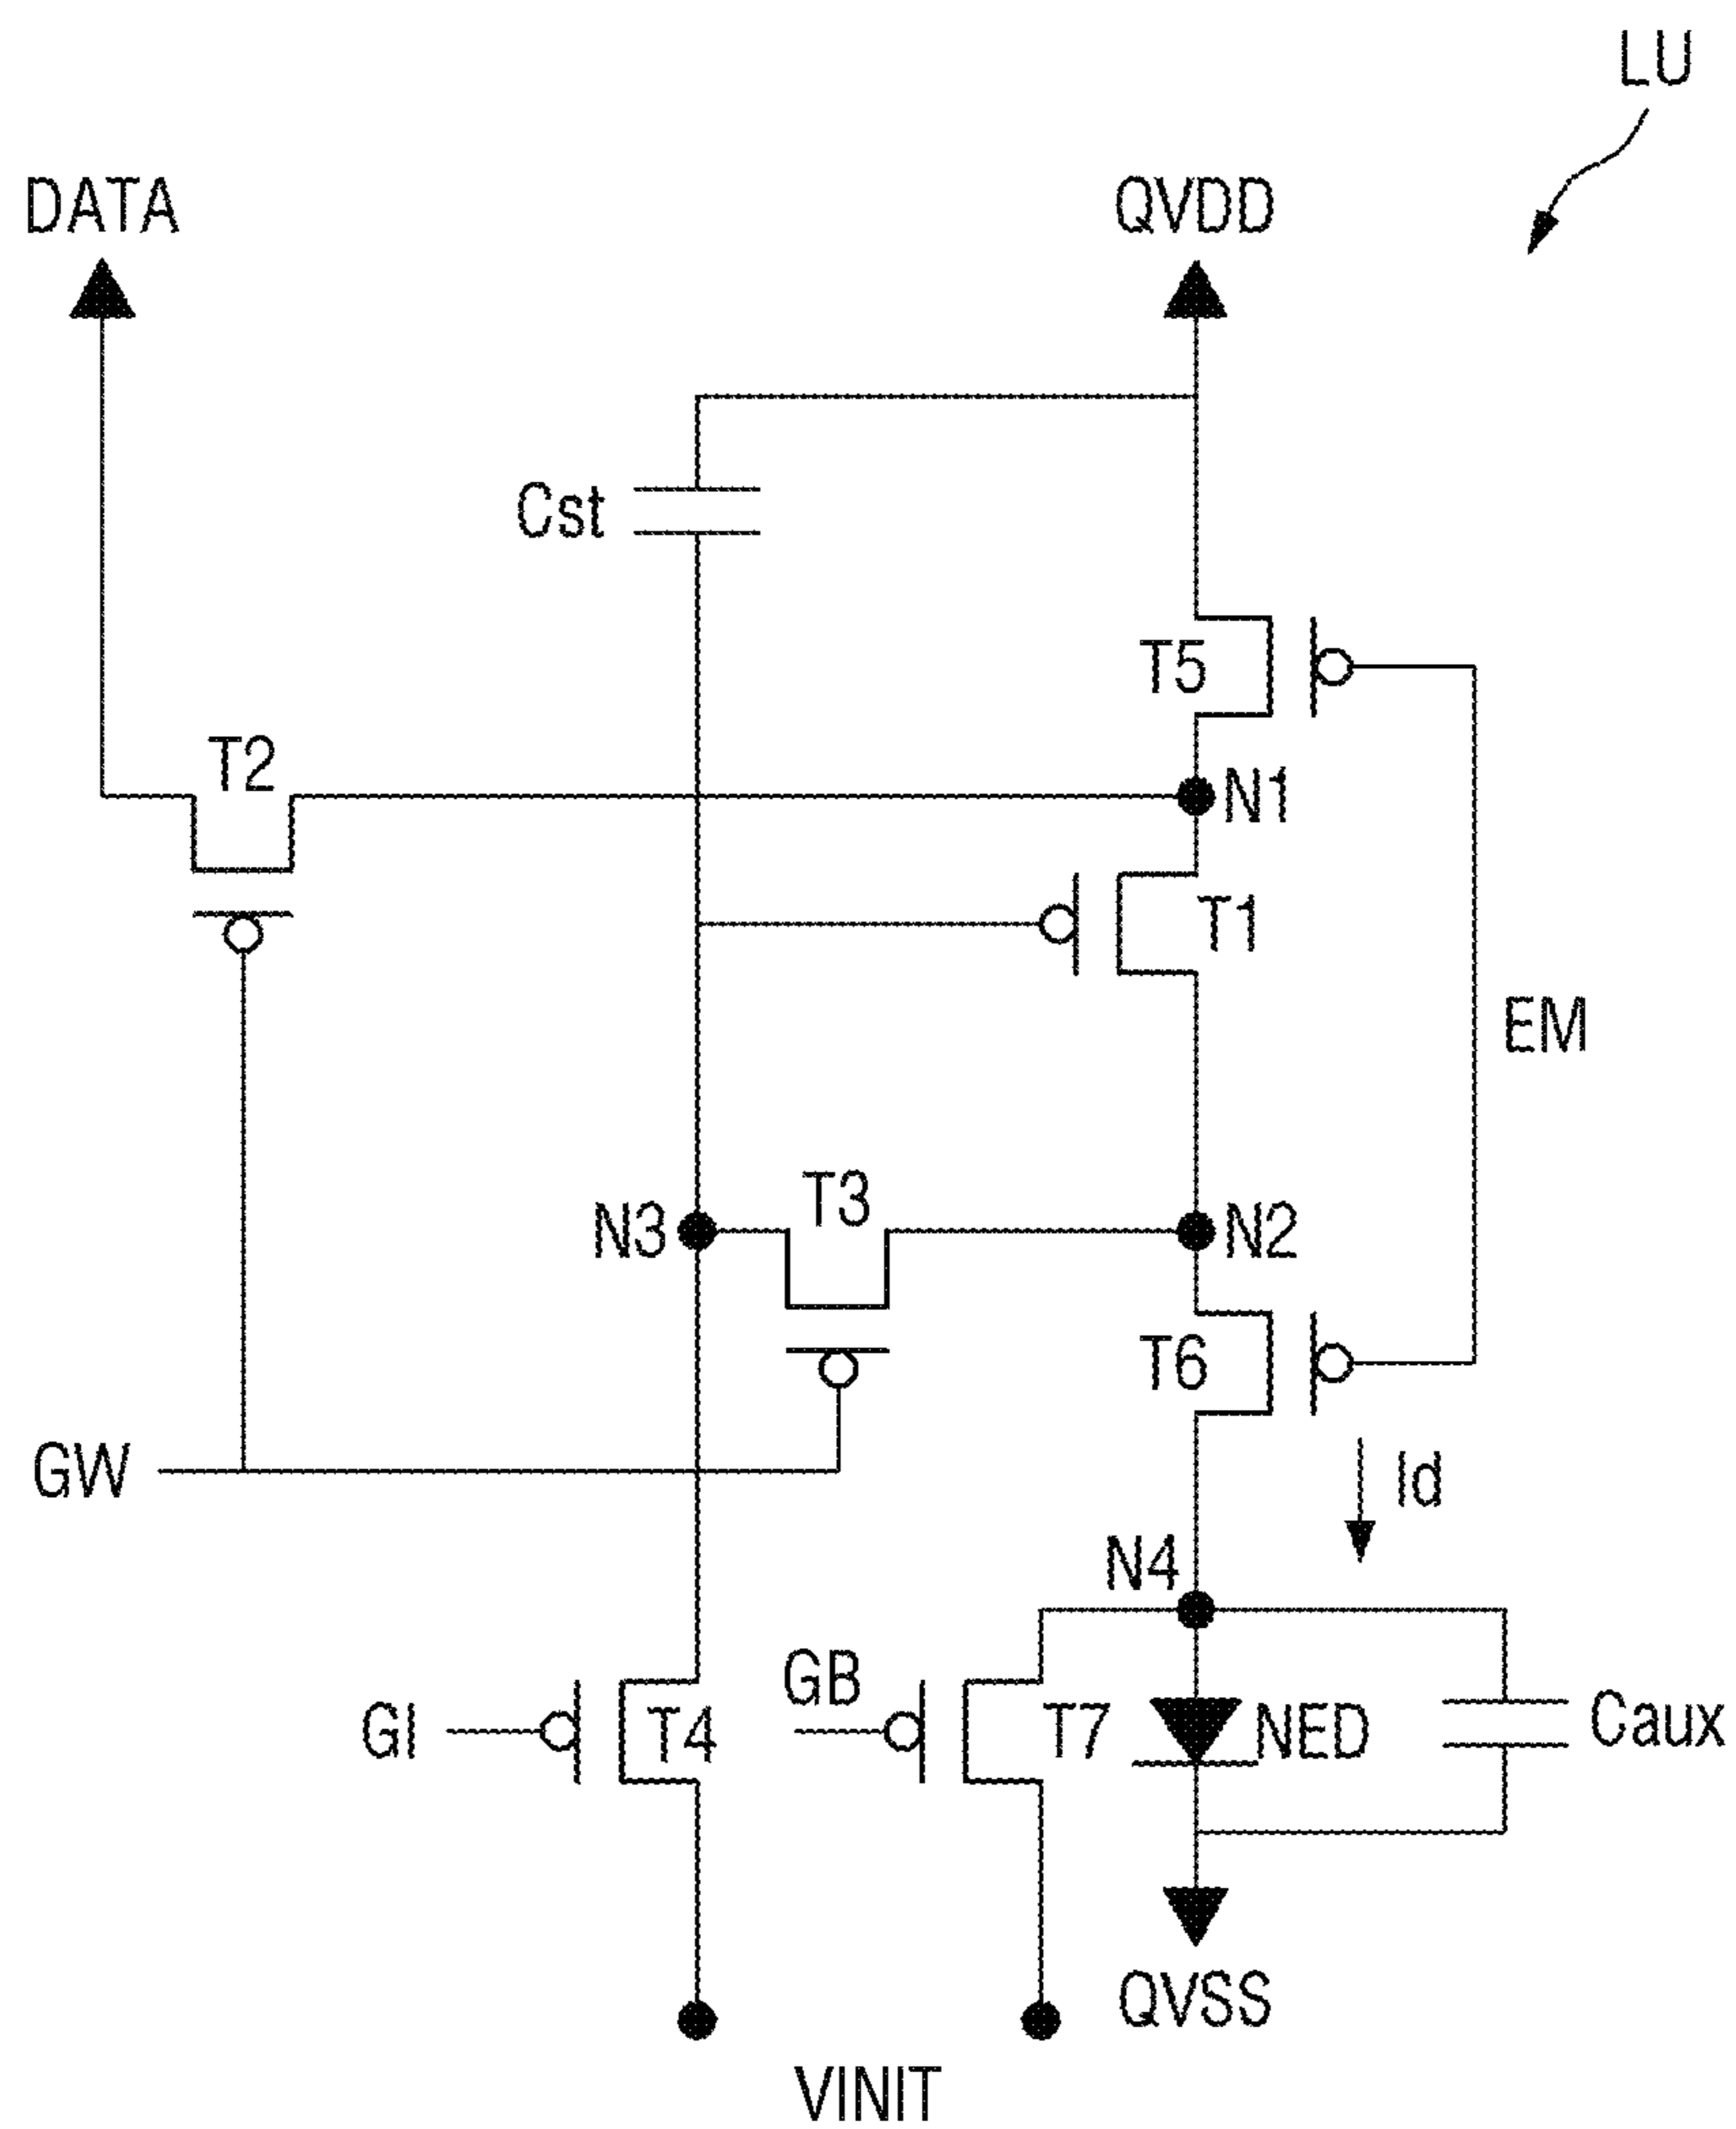 LU
DATA
QVDD
Cst
T5
T2
N1
T1
EM
T3
N3
N2
T6
GW
Id
N4
GB
GI
T4
T7
NED
Caux
QVSS
VINIT